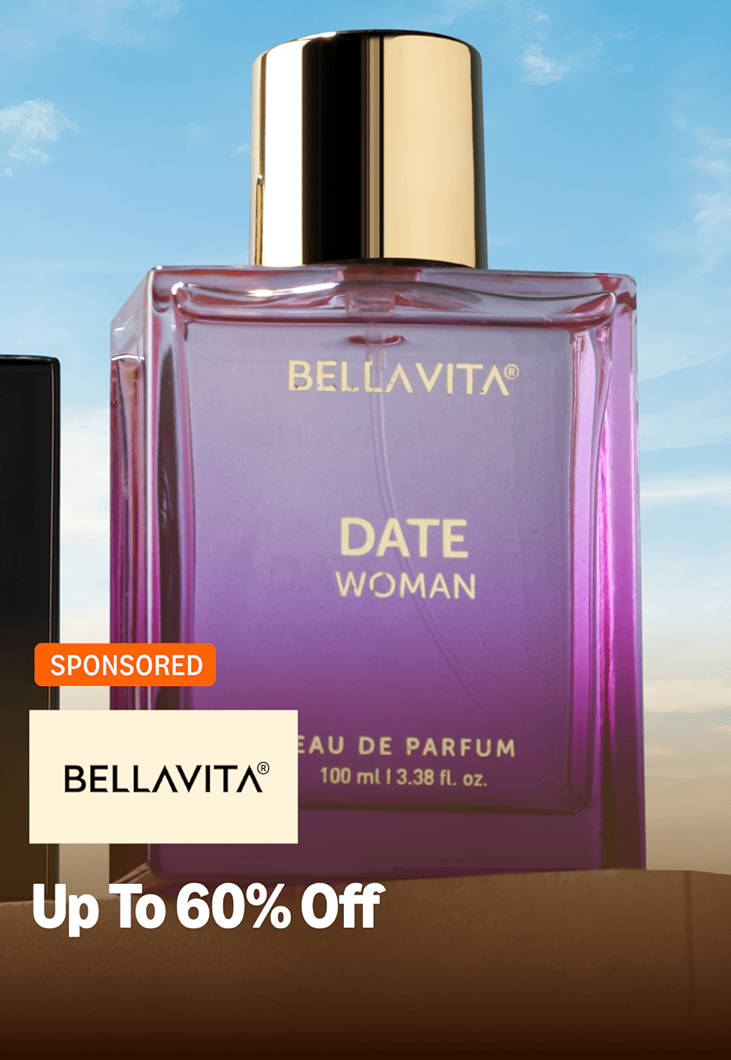 BELLAVITA®
DATE
WOMAN
EAU DE PARFUM
100 ml | 3.38 fl. oz.
SPONSORED
BELLAVITA®
Up To 60% Off